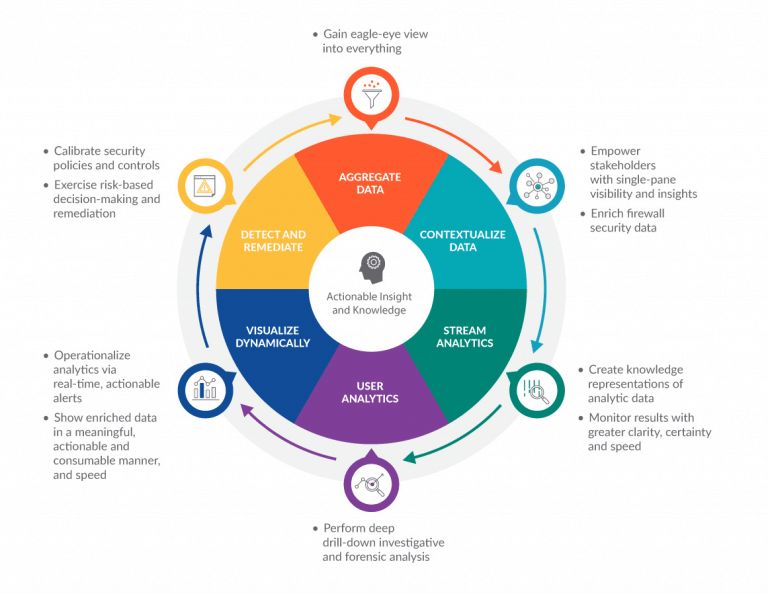 • Gain eagle-eye view
into everything
• Calibrate security
policies and controls
• Exercise risk-based
decision-making and
remediation
• Empower
stakeholders
with single-pane
visibility and insights
• Enrich firewall
security data
AGGREGATE
DATA
DETECT AND
REMEDIATE
CONTEXTUALIZE
DATA
Actionable Insight
and Knowledge
VISUALIZE
DYNAMICALLY
STREAM
ANALYTICS
USER
ANALYTICS
• Operationalize
analytics via
real-time, actionable
alerts
• Show enriched data
in a meaningful,
actionable and
consumable manner,
and speed
• Create knowledge
representations of
analytic data
• Monitor results with
greater clarity, certainty
and speed
• Perform deep
drill-down investigative
and forensic analysis